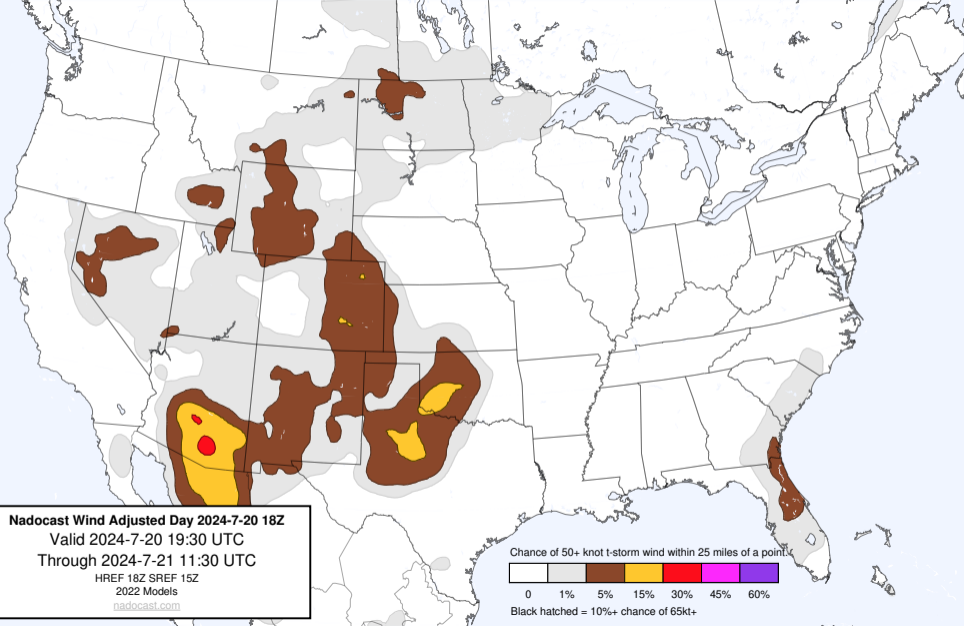 Nadocast Wind Adjusted Day 2024-7-20 18Z
Valid 2024-7-20 19:30 UTC
Through 2024-7-21 11:30 UTC
HREF 18Z SREF 15Z
2022 Models
nadocast.com
Chance of 50+ knot t-storm wind within 25 miles of a point.
0 1% 5% 15% 30% 45% 60%
Black hatched = 10%+ chance of 65kt+